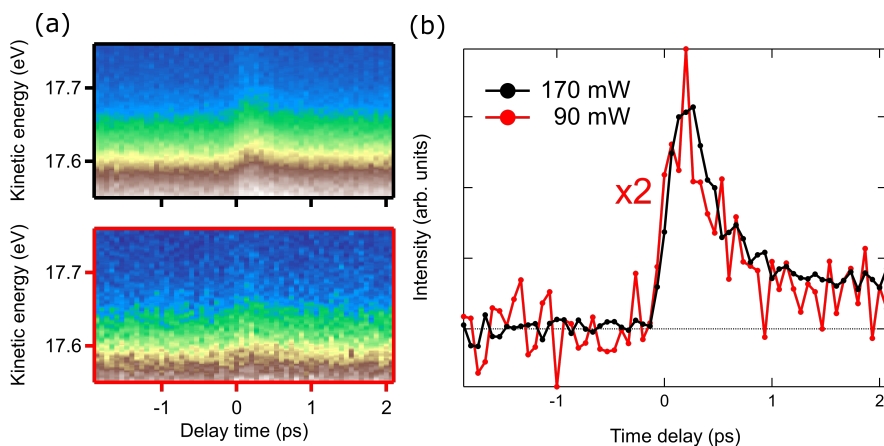 (a)
Kinetic energy (eV)
17.7
17.6
Kinetic energy (eV)
17.7
17.6
-1
0
1
2
Delay time (ps)
(b)
Intensity (arb. units)
170 mW
90 mW
x2
-1
0
1
2
Time delay (ps)